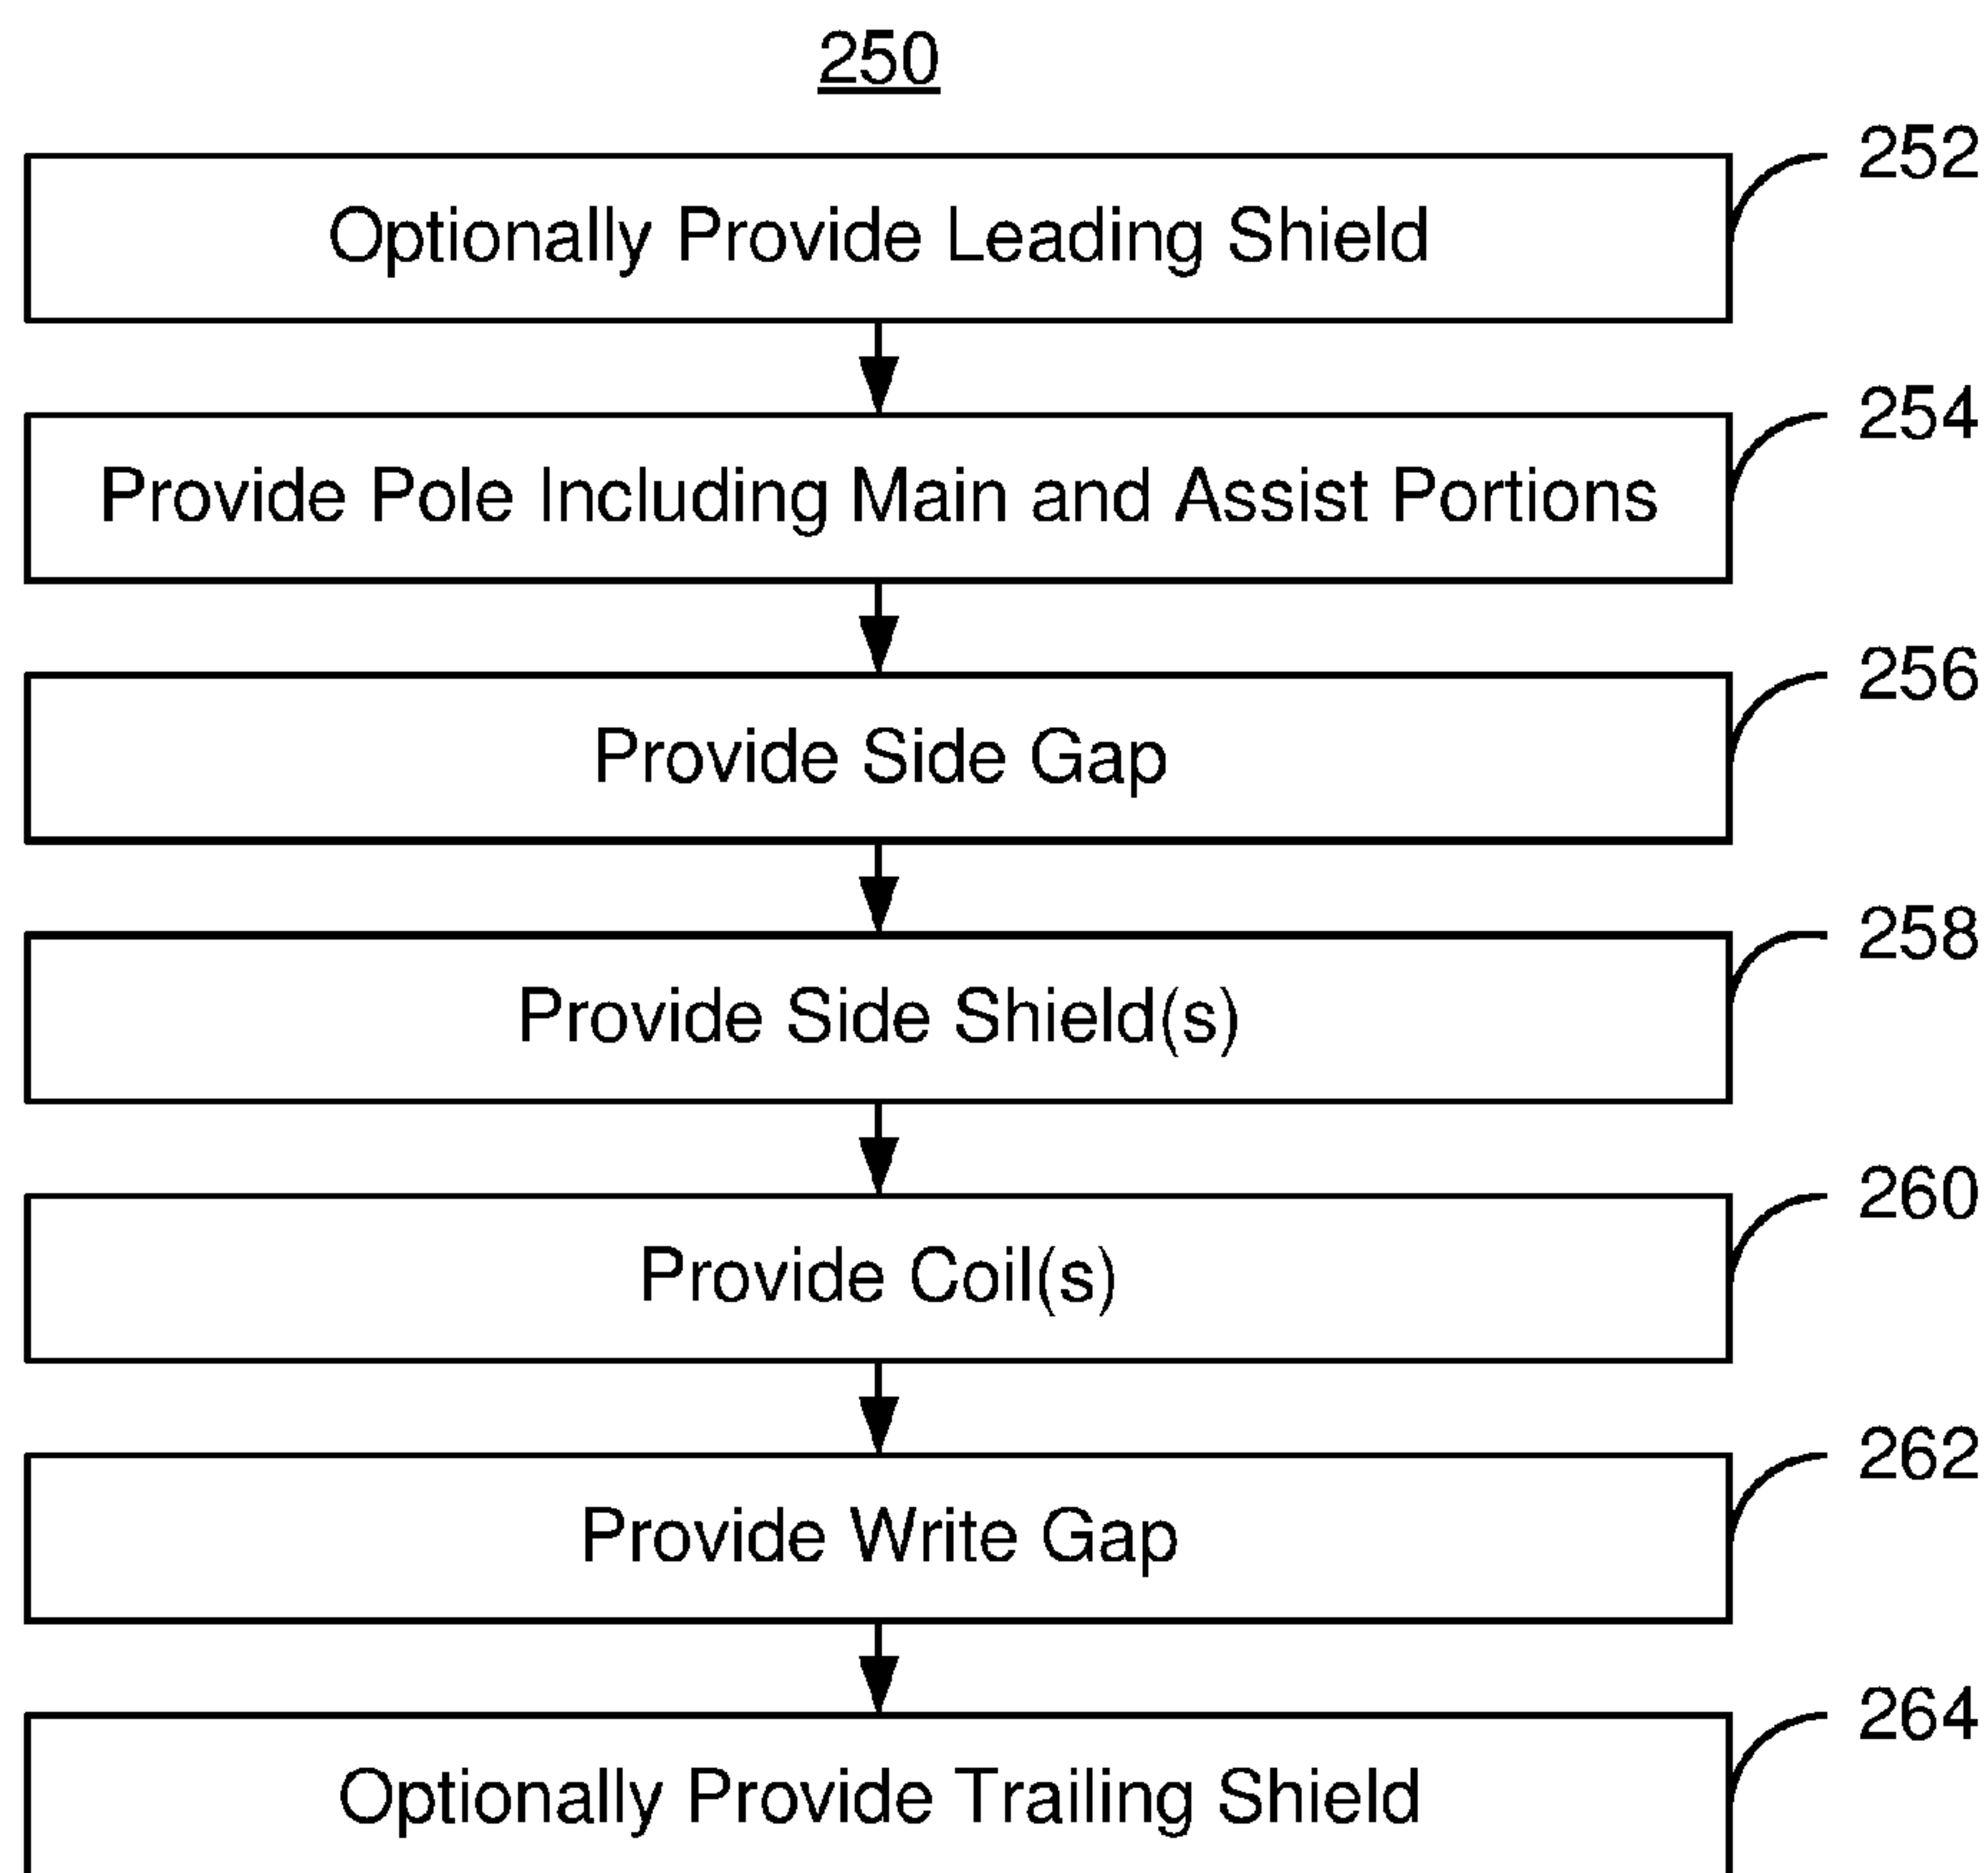 250
Optionally Provide Leading Shield
252
Provide Pole Including Main and Assist Portions
254
Provide Side Gap
256
Provide Side Shield(s)
258
Provide Coil(s)
260
Provide Write Gap
262
Optionally Provide Trailing Shield
264